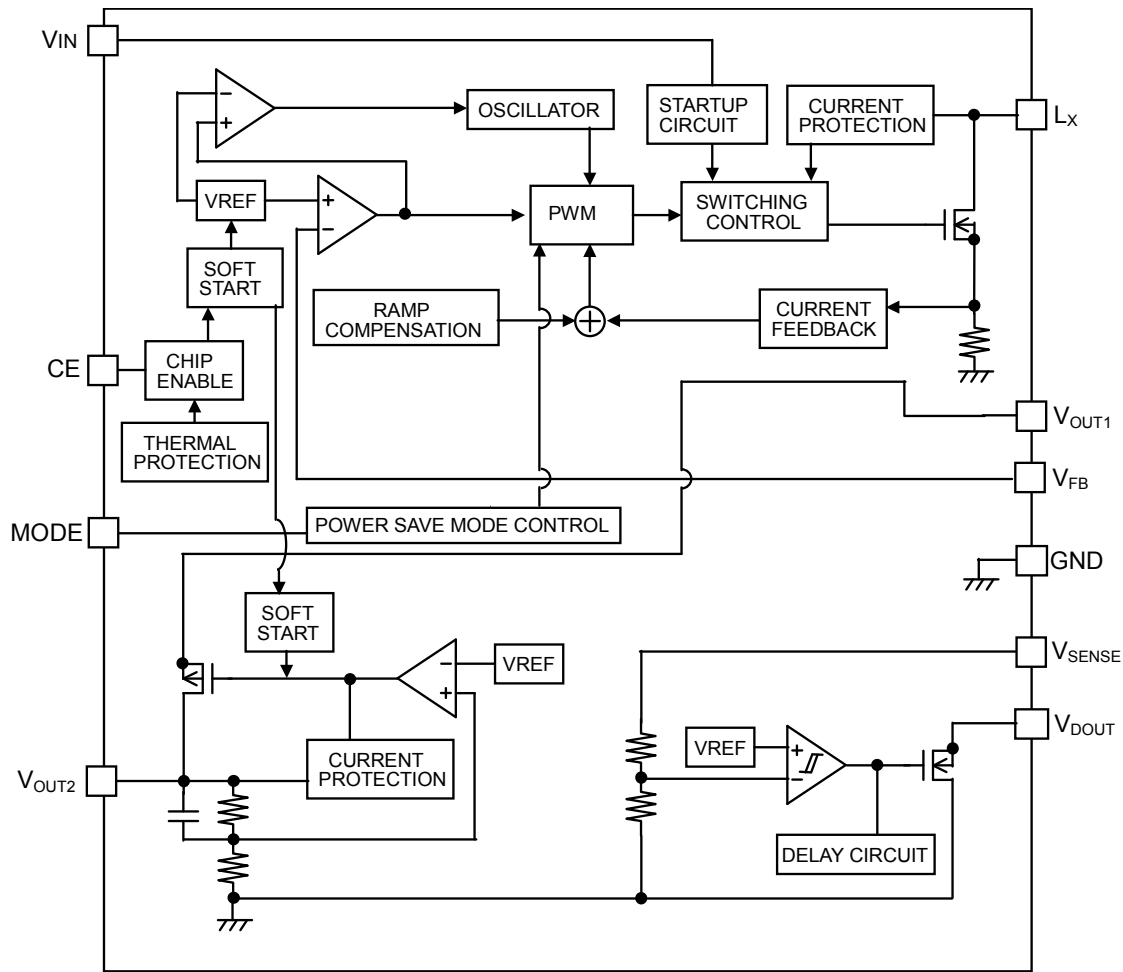 VIN
OSCILLATOR
STARTUP
CIRCUIT
CURRENT
PROTECTION
LX
−
+
VREF
+
−
PWM
SWITCHING
CONTROL
SOFT
START
RAMP
COMPENSATION
+
CURRENT
FEEDBACK
CE
CHIP
ENABLE
THERMAL
PROTECTION
VOUT1
VFB
MODE
POWER SAVE MODE CONTROL
GND
SOFT
START
−
+
VREF
VSENSE
VREF
+
−
VDOUT
VOUT2
CURRENT
PROTECTION
DELAY CIRCUIT